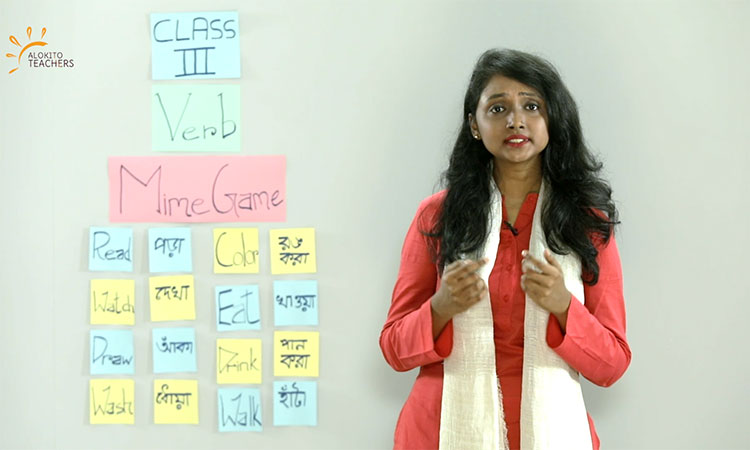 ALOKITO
TEACHERS
CLASS
III
Verb
Mime Game
Read পড়া Color রঙ করা
Watch দেখা Eat খাওয়া
Draw আঁকা Drink পান করা
Wash ধোঁয়া Walk হাঁটা